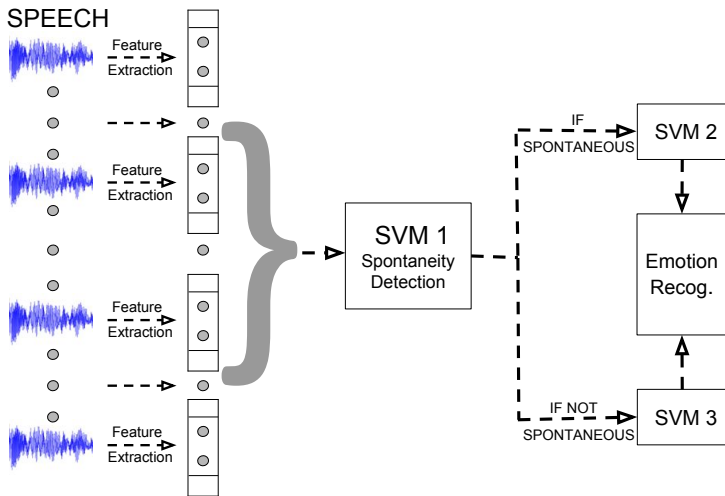 SPEECH
Feature
Extraction
Feature
Extraction
Feature
Extraction
Feature
Extraction
SVM 1
Spontaneity
Detection
IF
SPONTANEOUS
SVM 2
Emotion
Recog.
IF NOT
SPONTANEOUS
SVM 3